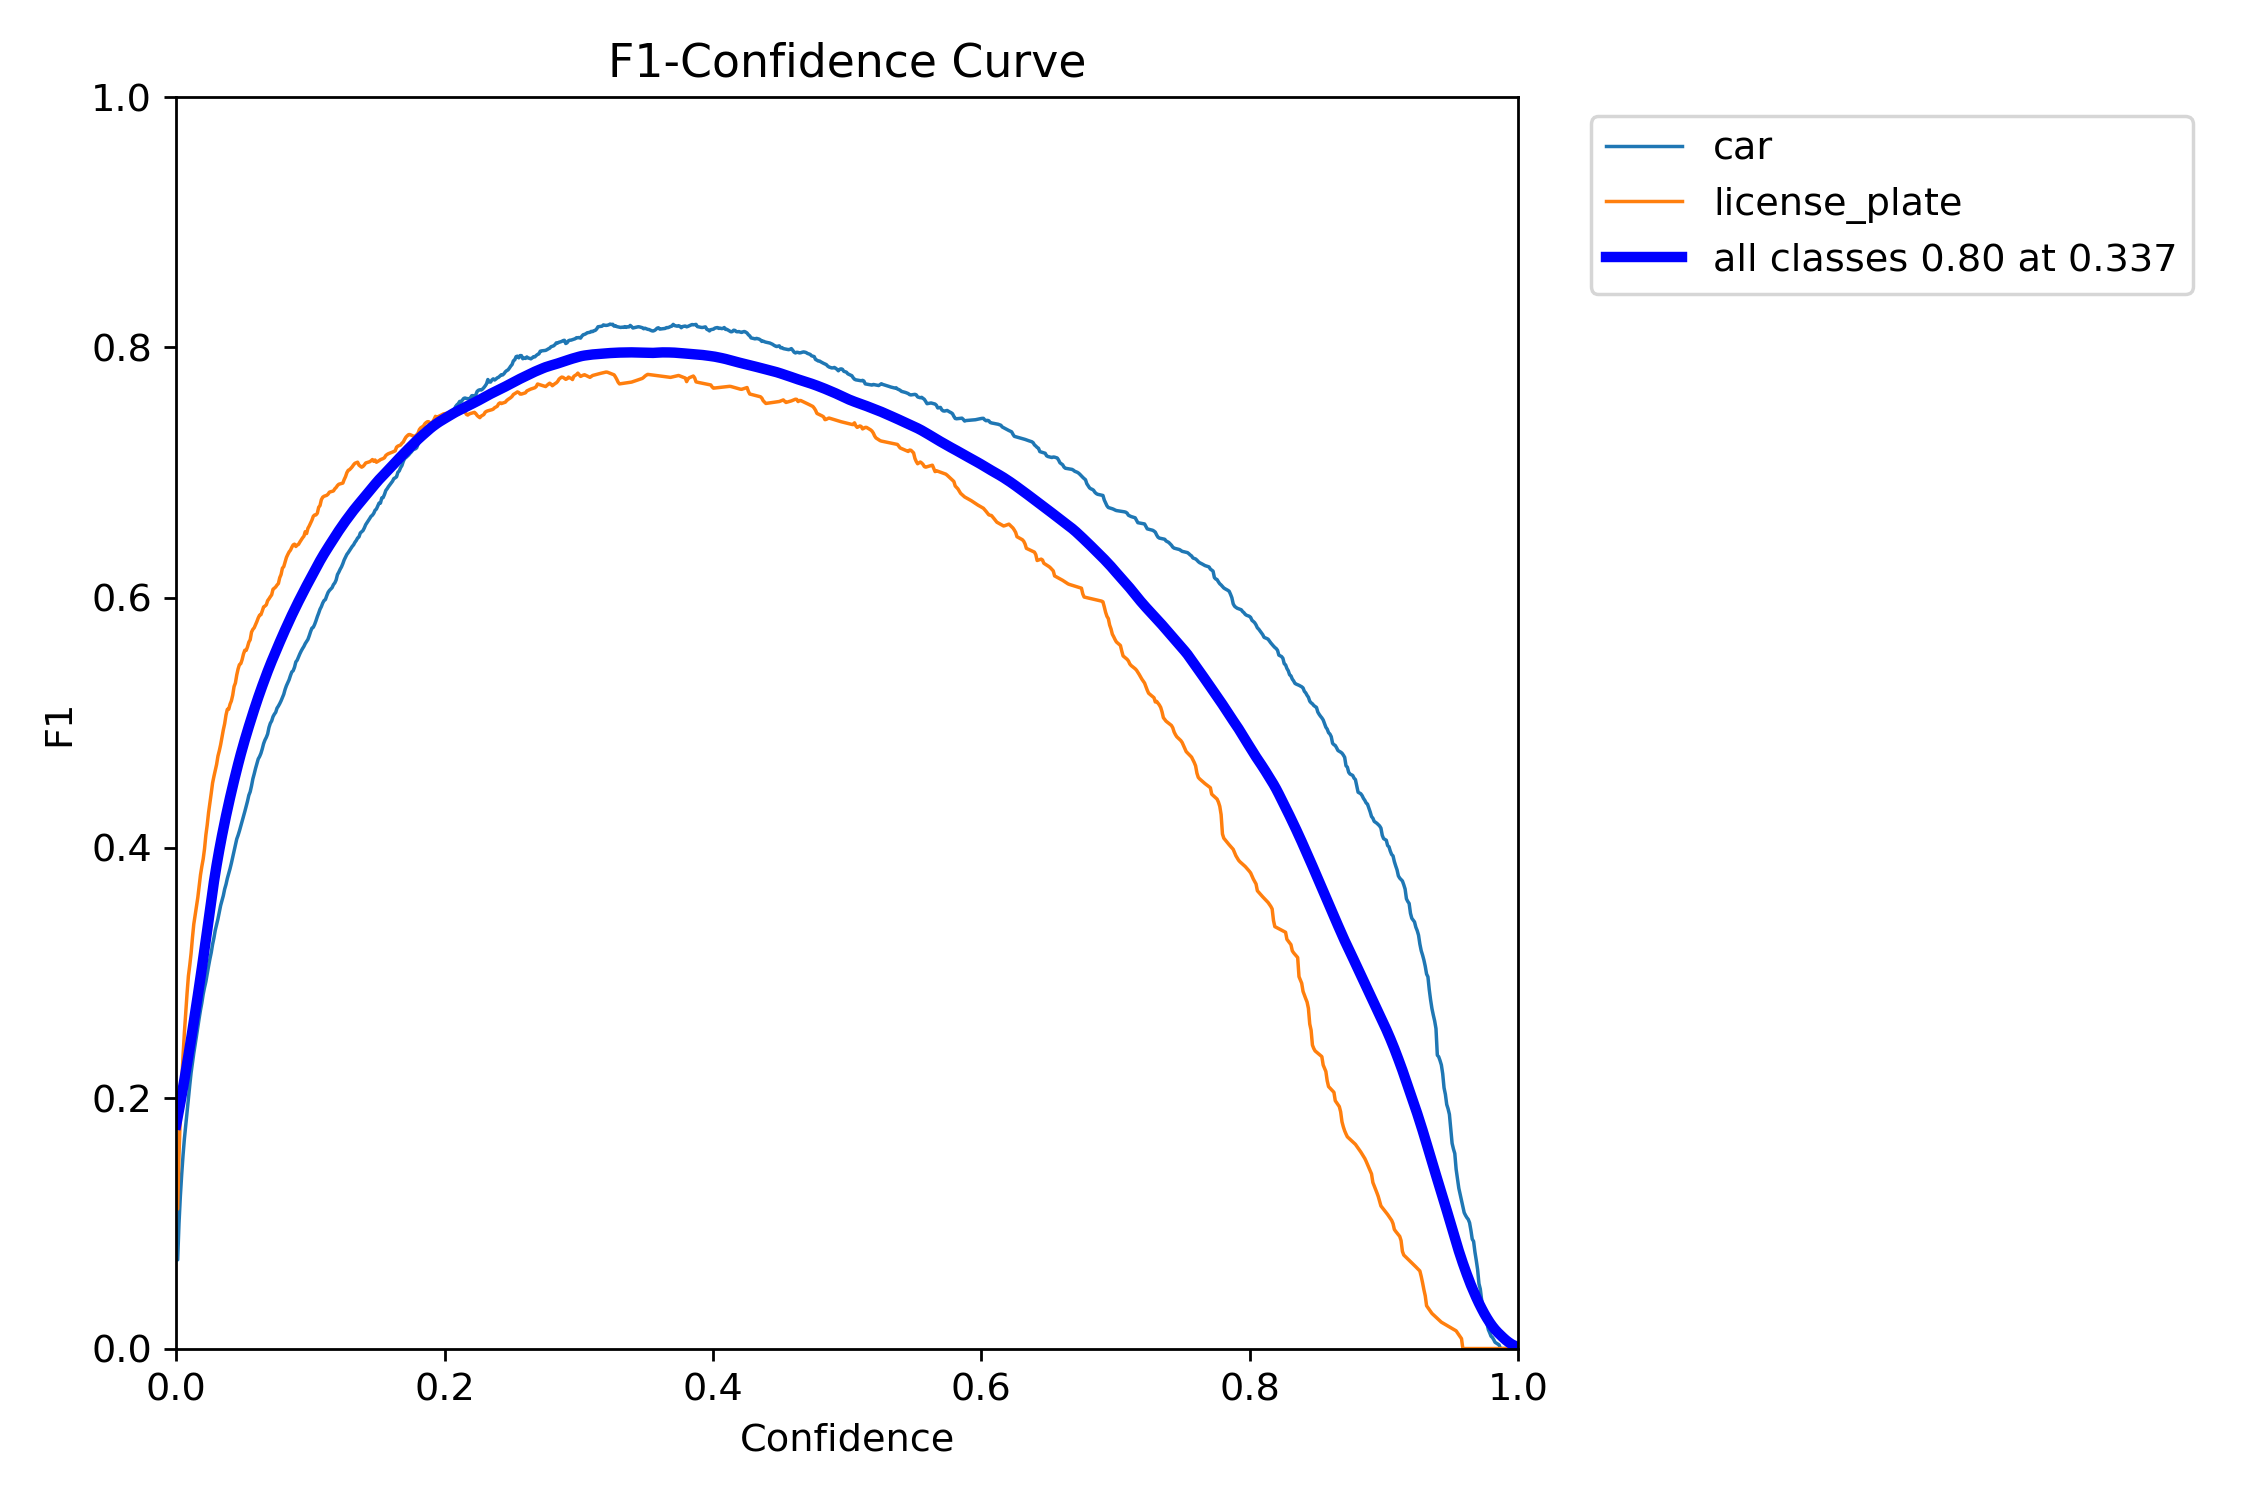 F1-Confidence Curve
1.0
0.8
0.6
0.4
0.2
0.0
F1
0.0 0.2 0.4 0.6 0.8 1.0
Confidence
car
license_plate
all classes 0.80 at 0.337